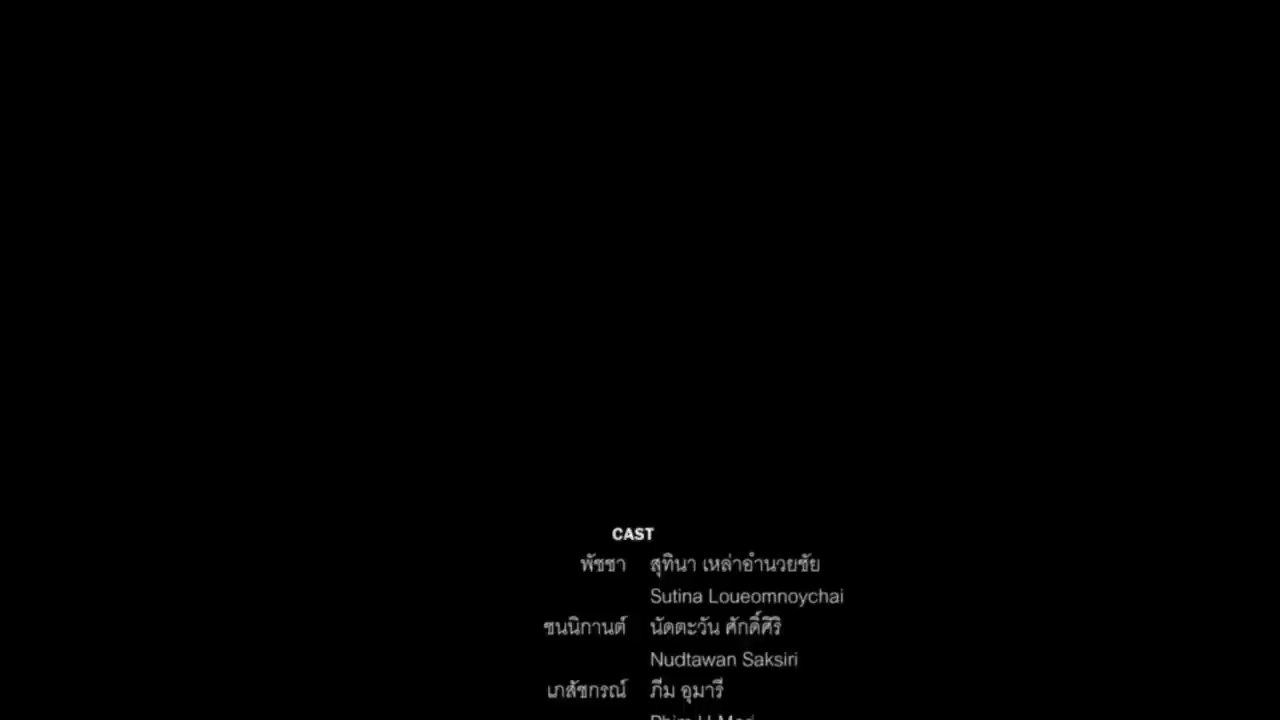 CAST
พัชชา สุทินา เหล่าอำนวยชัย
Sutina Loueomnoychai
ชนนิกานต์ นัดตะวัน ศักดิ์ศิริ
Nudtawan Saksiri
เภสัชกรณ์ ภีม อุมารี